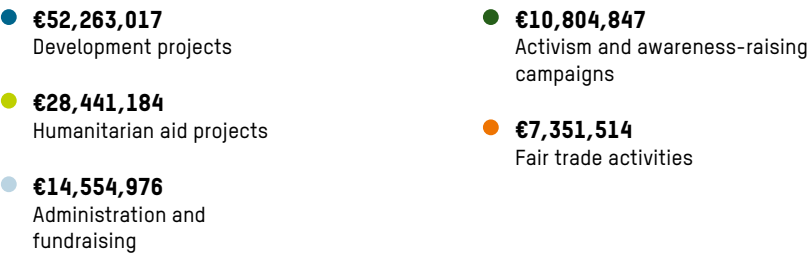 €52,263,017
Development projects
€28,441,184
Humanitarian aid projects
€14,554,976
Administration and
fundraising
€10,804,847
Activism and awareness-raising
campaigns
€7,351,514
Fair trade activities